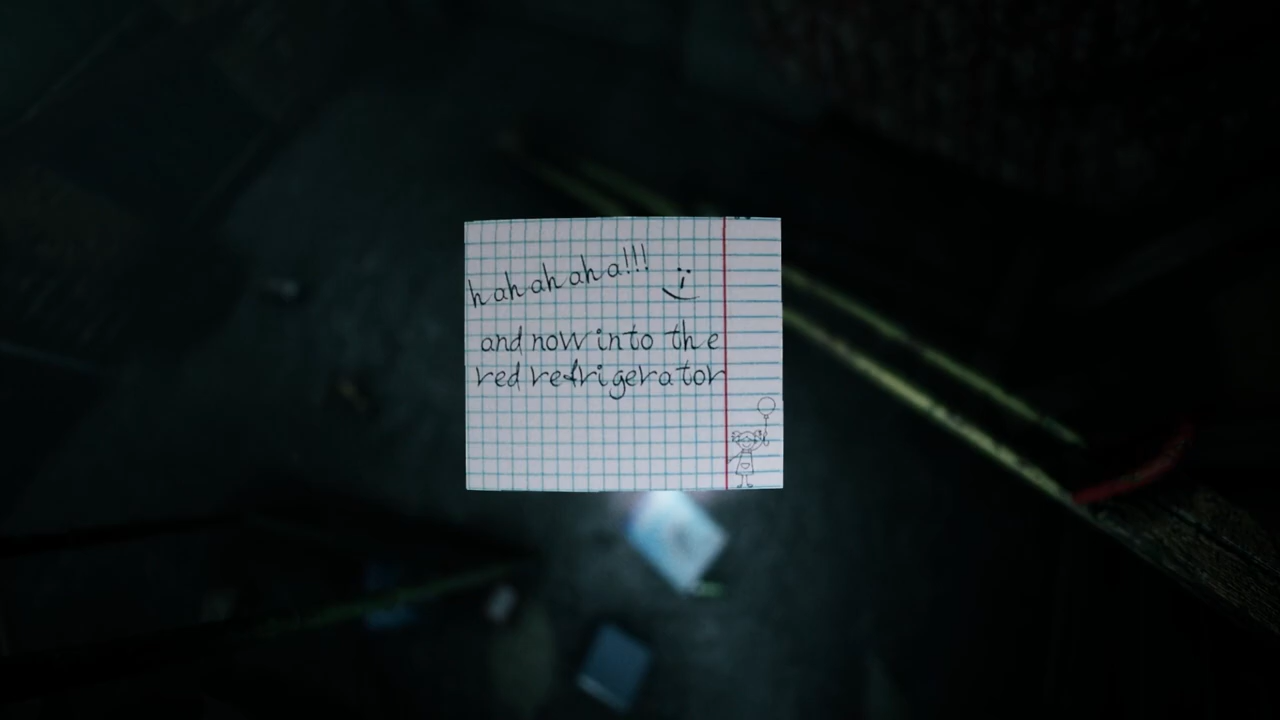 hahahaha!!! :)
and now into the
red refrigerator